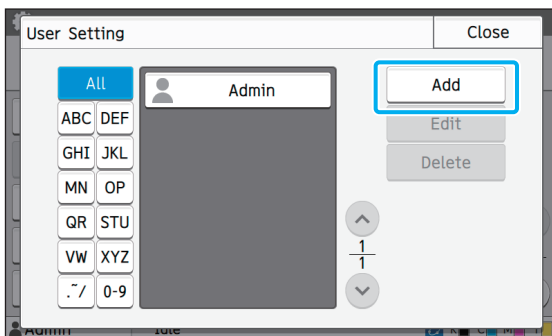 User Setting
Close
All
Admin
Add
ABC DEF
Edit
GHI JKL
Delete
MN OP
QR STU
VW XYZ
1
1
.~/ 0-9
Admin
Idle
K C M